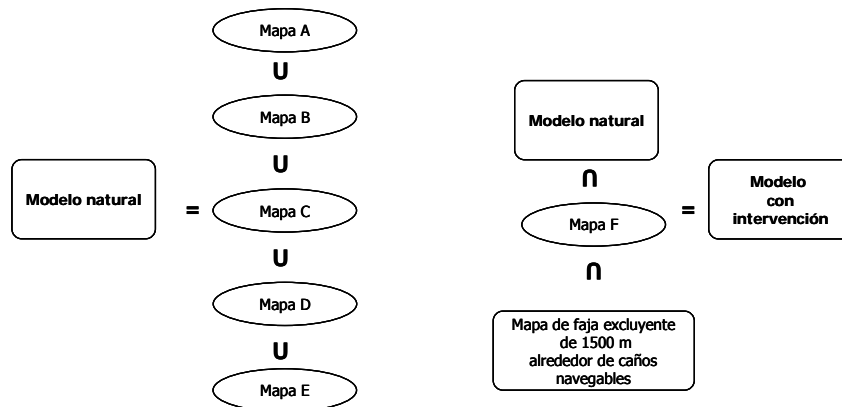 Modelo natural
=
Mapa A
U
Mapa B
U
Mapa C
U
Mapa D
U
Mapa E
Modelo natural
∩
Mapa F
∩
Mapa de faja excluyente
de 1500 m
alrededor de caños
navegables
=
Modelo
con
intervención